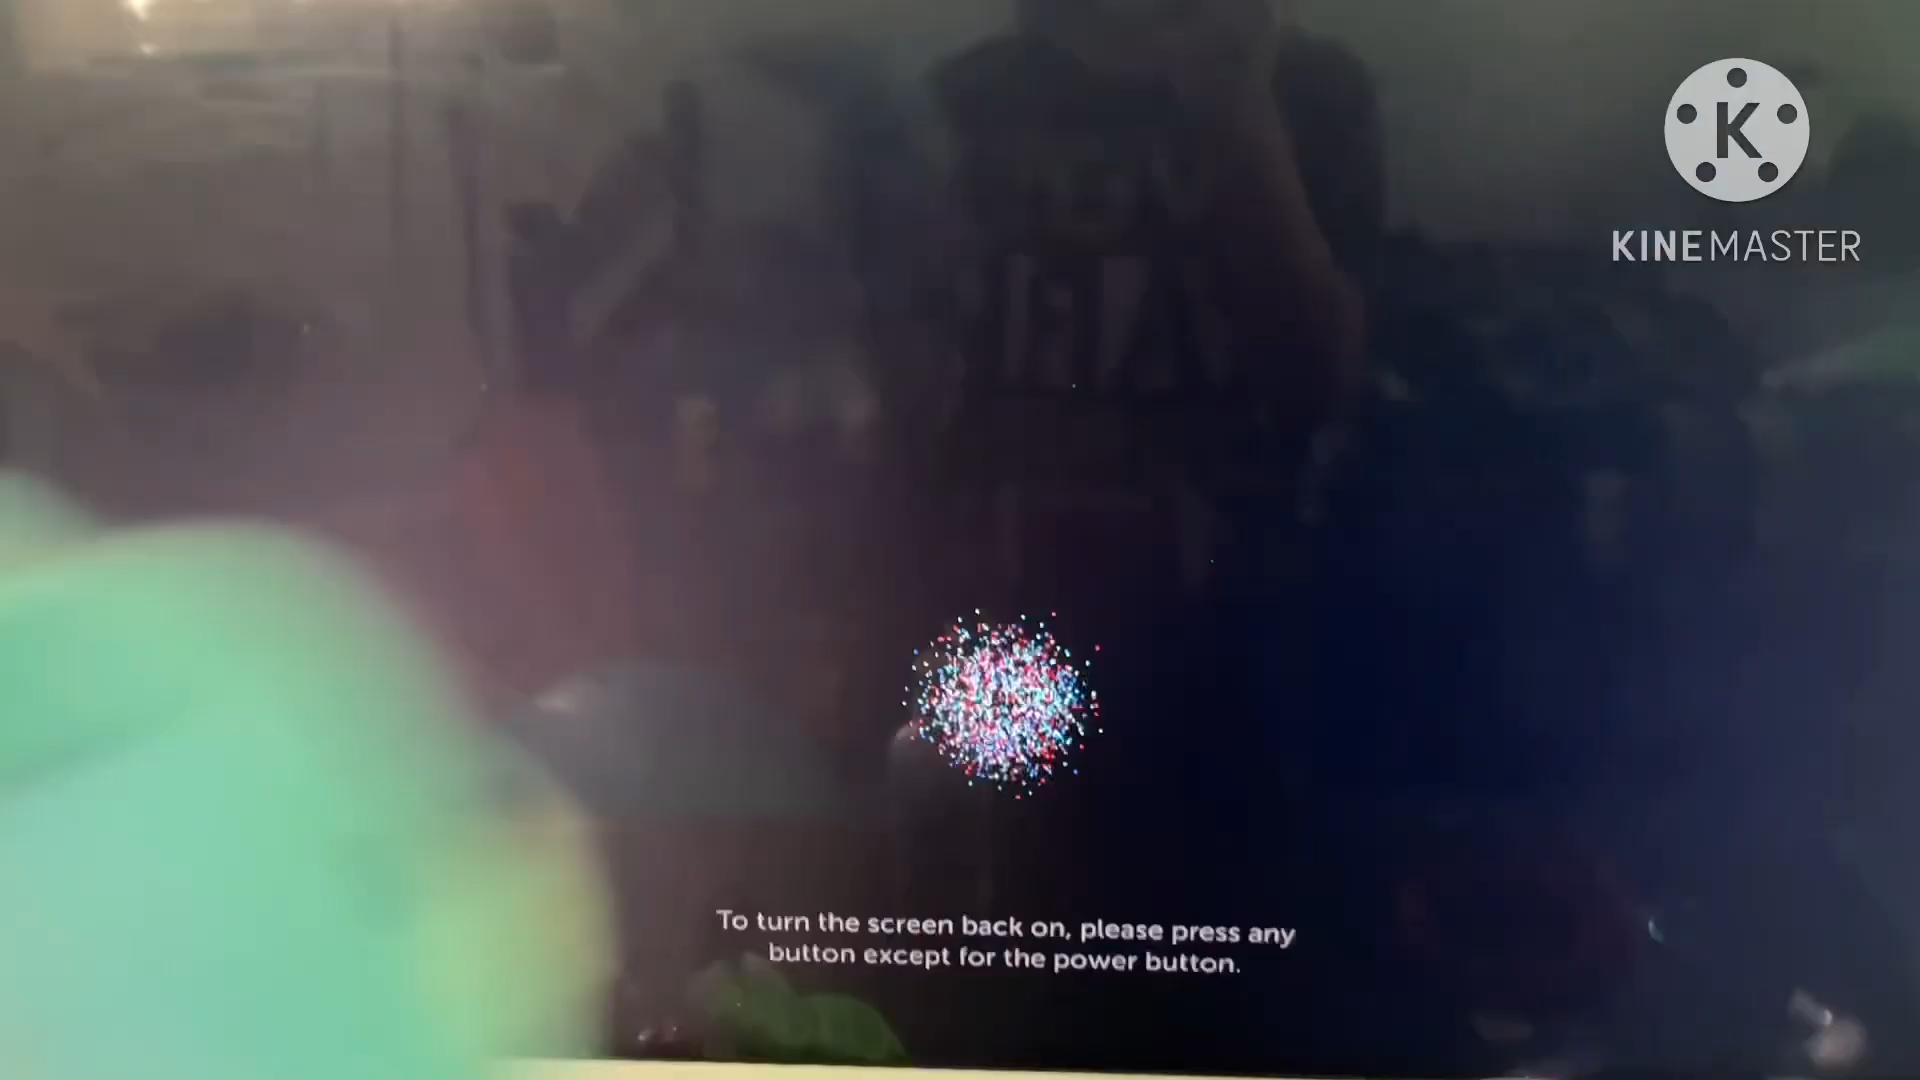 K
KINEMASTER
To turn the screen back on, please press any
button except for the power button.